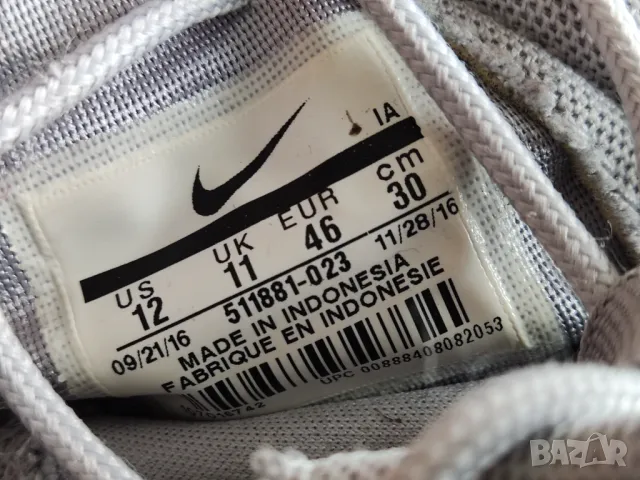 IA
US UK EUR cm
12 11 46 30
09/21/16 511881-023 11/28/16
MADE IN INDONESIA
FABRIQUE EN INDONÉSIE
UPC 00888408082053
BAZAR